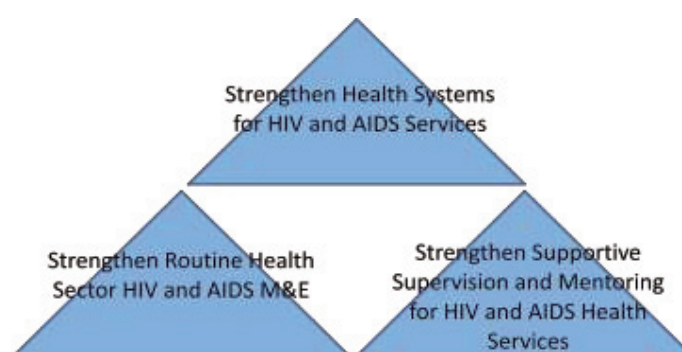 Strengthen Health Systems
for HIV and AIDS Services
Strengthen Routine Health
Sector HIV and AIDS M&E
Strengthen Supportive
Supervision and Mentoring
for HIV and AIDS Health
Services